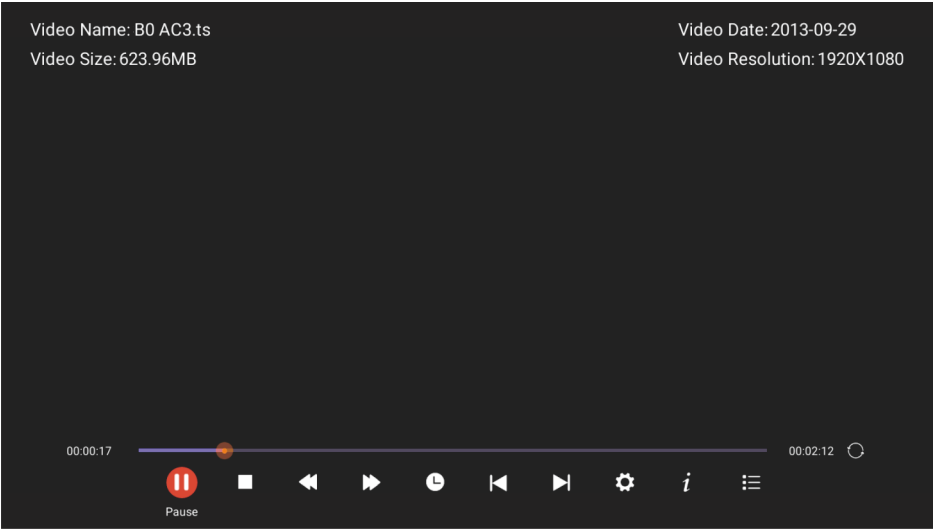 Video Name: B0 AC3.ts
Video Date: 2013-09-29
Video Size: 623.96MB
Video Resolution: 1920X1080
00:00:17
00:02:12
Pause